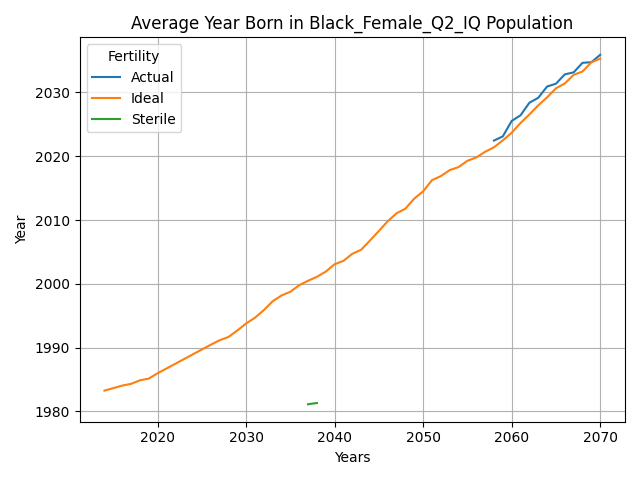 Average Year Born in Black_Female_Q2_IQ Population
Fertility
Actual
Ideal
Sterile
Year
2030
2020
2010
2000
1990
1980
2020 2030 2040 2050 2060 2070
Years